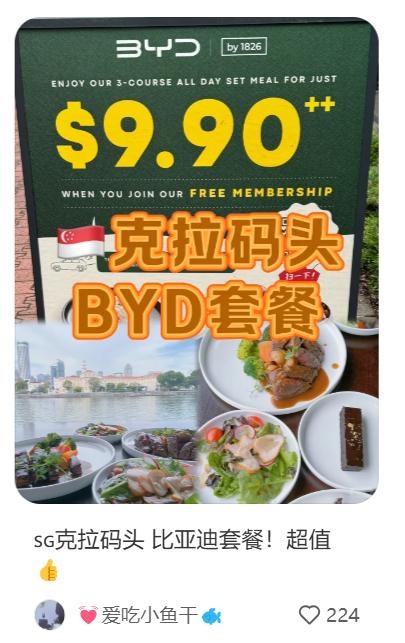 BYD | by 1826
ENJOY OUR 3-COURSE ALL DAY SET MEAL FOR JUST
$9.90++
WHEN YOU JOIN OUR FREE MEMBERSHIP
🇸🇬克拉码头
扫一下!
BYD套餐
SG克拉码头 比亚迪套餐！超值
👍
💗爱吃小鱼干🐟
224